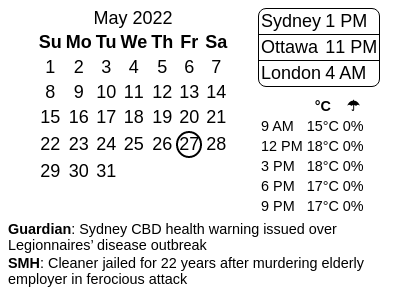 May 2022
Su Mo Tu We Th Fr Sa
1 2 3 4 5 6 7
8 9 10 11 12 13 14
15 16 17 18 19 20 21
22 23 24 25 26 27 28
29 30 31
Sydney 1 PM
Ottawa 11 PM
London 4 AM
°C ☂
9 AM 15°C 0%
12 PM 18°C 0%
3 PM 18°C 0%
6 PM 17°C 0%
9 PM 17°C 0%
Guardian: Sydney CBD health warning issued over
Legionnaires’ disease outbreak
SMH: Cleaner jailed for 22 years after murdering elderly
employer in ferocious attack